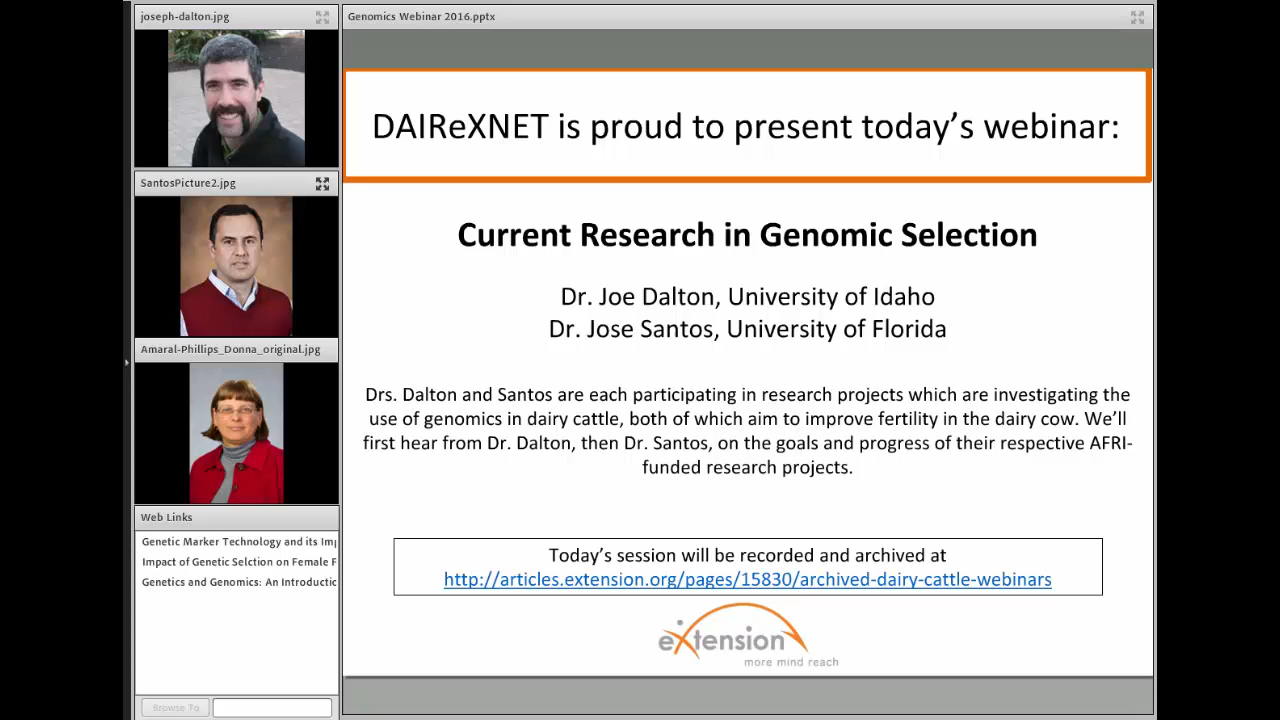 joseph-dalton.jpg
SantosPicture2.jpg
Amaral-Phillips_Donna_original.jpg
Web Links
Genetic Marker Technology and its Imp
Impact of Genetic Selction on Female F
Genetics and Genomics: An Introductic
Browse To
Genomics Webinar 2016.pptx
DAIReXNET is proud to present today's webinar:
Current Research in Genomic Selection
Dr. Joe Dalton, University of Idaho
Dr. Jose Santos, University of Florida
Drs. Dalton and Santos are each participating in research projects which are investigating the
use of genomics in dairy cattle, both of which aim to improve fertility in the dairy cow. We'll
first hear from Dr. Dalton, then Dr. Santos, on the goals and progress of their respective AFRI-
funded research projects.
Today's session will be recorded and archived at
http://articles.extension.org/pages/15830/archived-dairy-cattle-webinars
eXtension
more mind reach